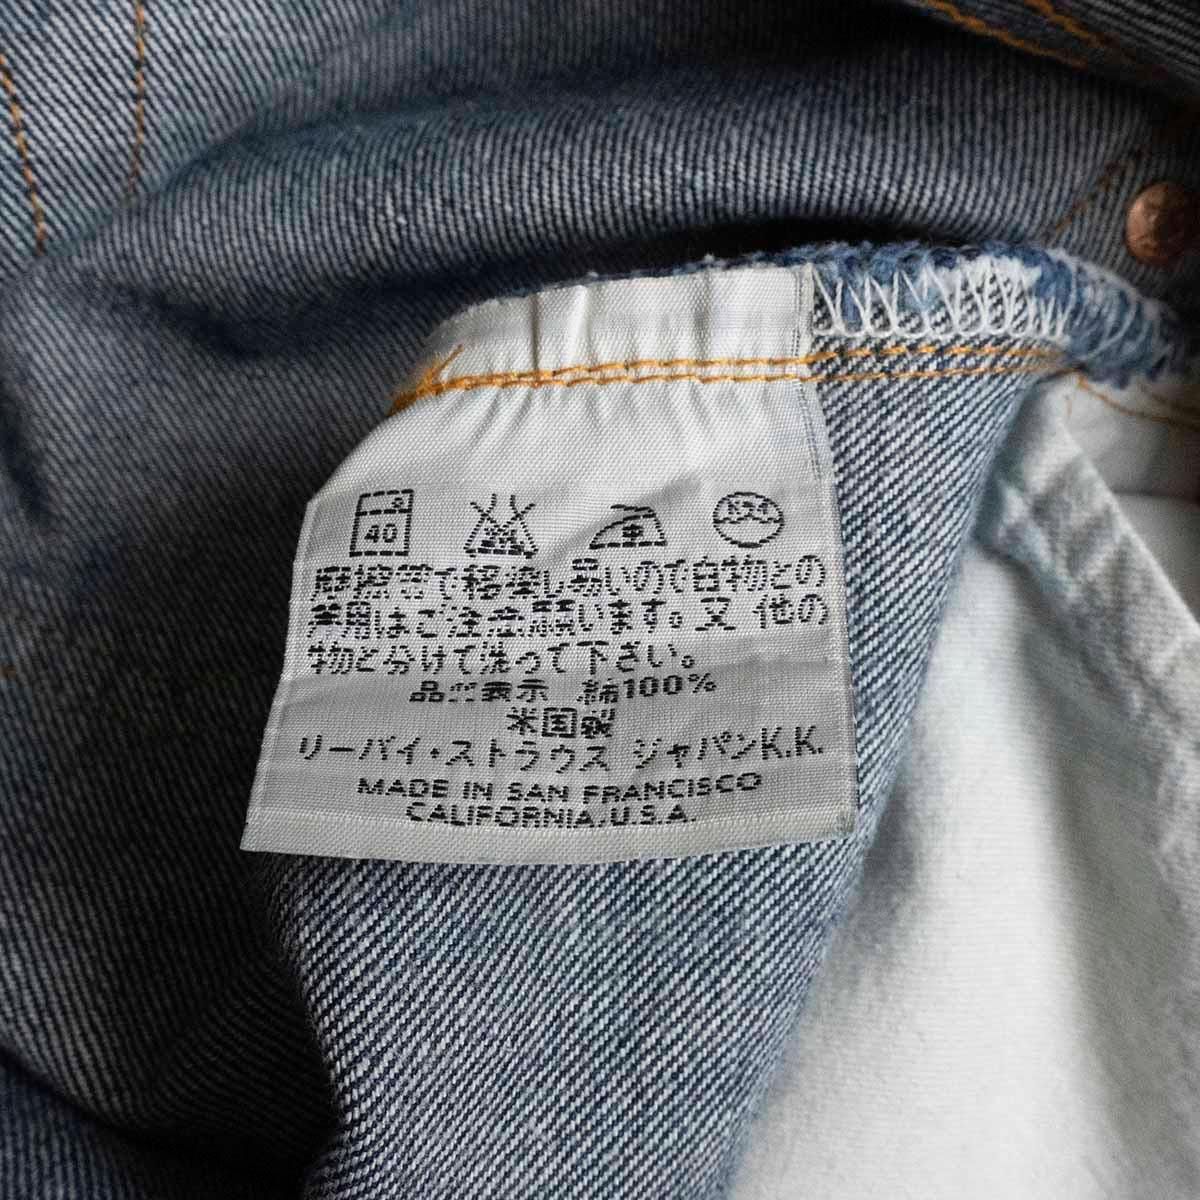 40
摩擦等で移染し易いので白物との
兼用はご注意願います。又 他の
物と分けて洗って下さい。
品質表示 綿100%
米国製
リーバイ・ストラウス ジャパンK.K.
MADE IN SAN FRANCISCO
CALIFORNIA, U.S.A.